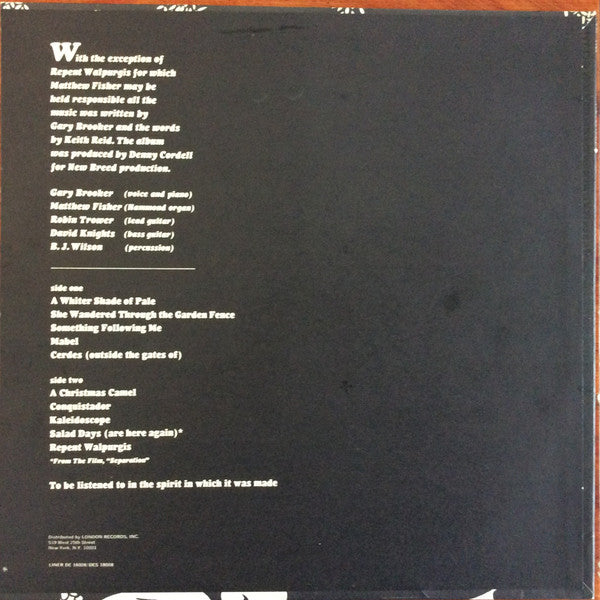 With the exception of
Repent Walpurgis for which
Matthew Fisher may be
held responsible all the
music was written by
Gary Brooker and the words
by Keith Reid. The album
was produced by Denny Cordell
for New Breed production.
Gary Brooker (voice and piano)
Matthew Fisher (Hammond organ)
Robin Trower (lead guitar)
David Knights (bass guitar)
B. J. Wilson (percussion)
side one
A Whiter Shade of Pale
She Wandered Through the Garden Fence
Something Following Me
Mabel
Cerdes (outside the gates of)
side two
A Christmas Camel
Conquistador
Kaleidoscope
Salad Days (are here again)*
Repent Walpurgis
*From The Film, "Separation"
To be listened to in the spirit in which it was made
Distributed by LONDON RECORDS, INC.
539 West 25th Street
New York, N.Y. 10001
LINER DE 18008/DES 18008